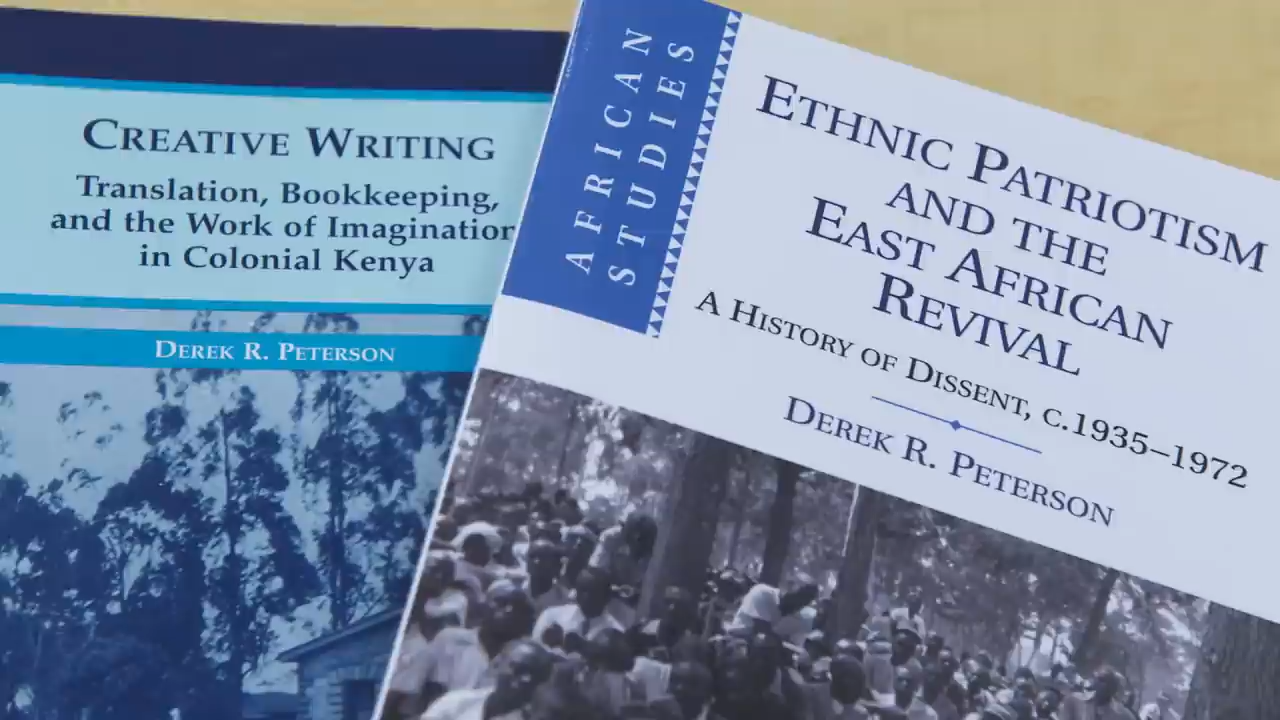 CREATIVE WRITING
Translation, Bookkeeping,
and the Work of Imagination
in Colonial Kenya
DEREK R. PETERSON
AFRICAN
STUDIES
ETHNIC PATRIOTISM
AND THE
EAST AFRICAN
REVIVAL
A HISTORY OF DISSENT, C.1935–1972
DEREK R. PETERSON